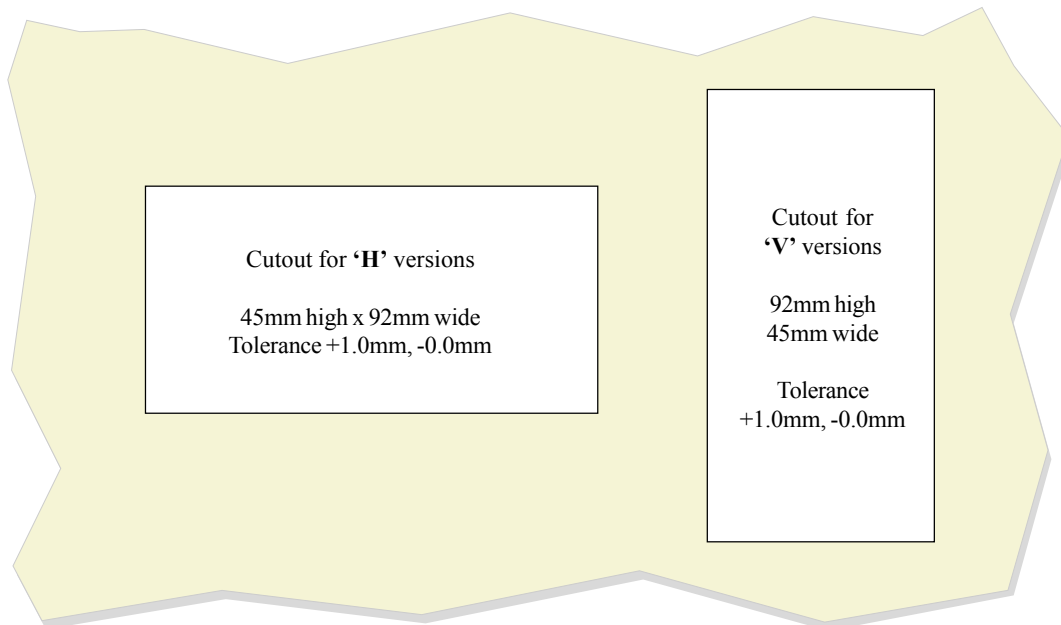 Cutout for ‘H’ versions
45mm high x 92mm wide
Tolerance +1.0mm, -0.0mm
Cutout for
‘V’ versions
92mm high
45mm wide
Tolerance
+1.0mm, -0.0mm